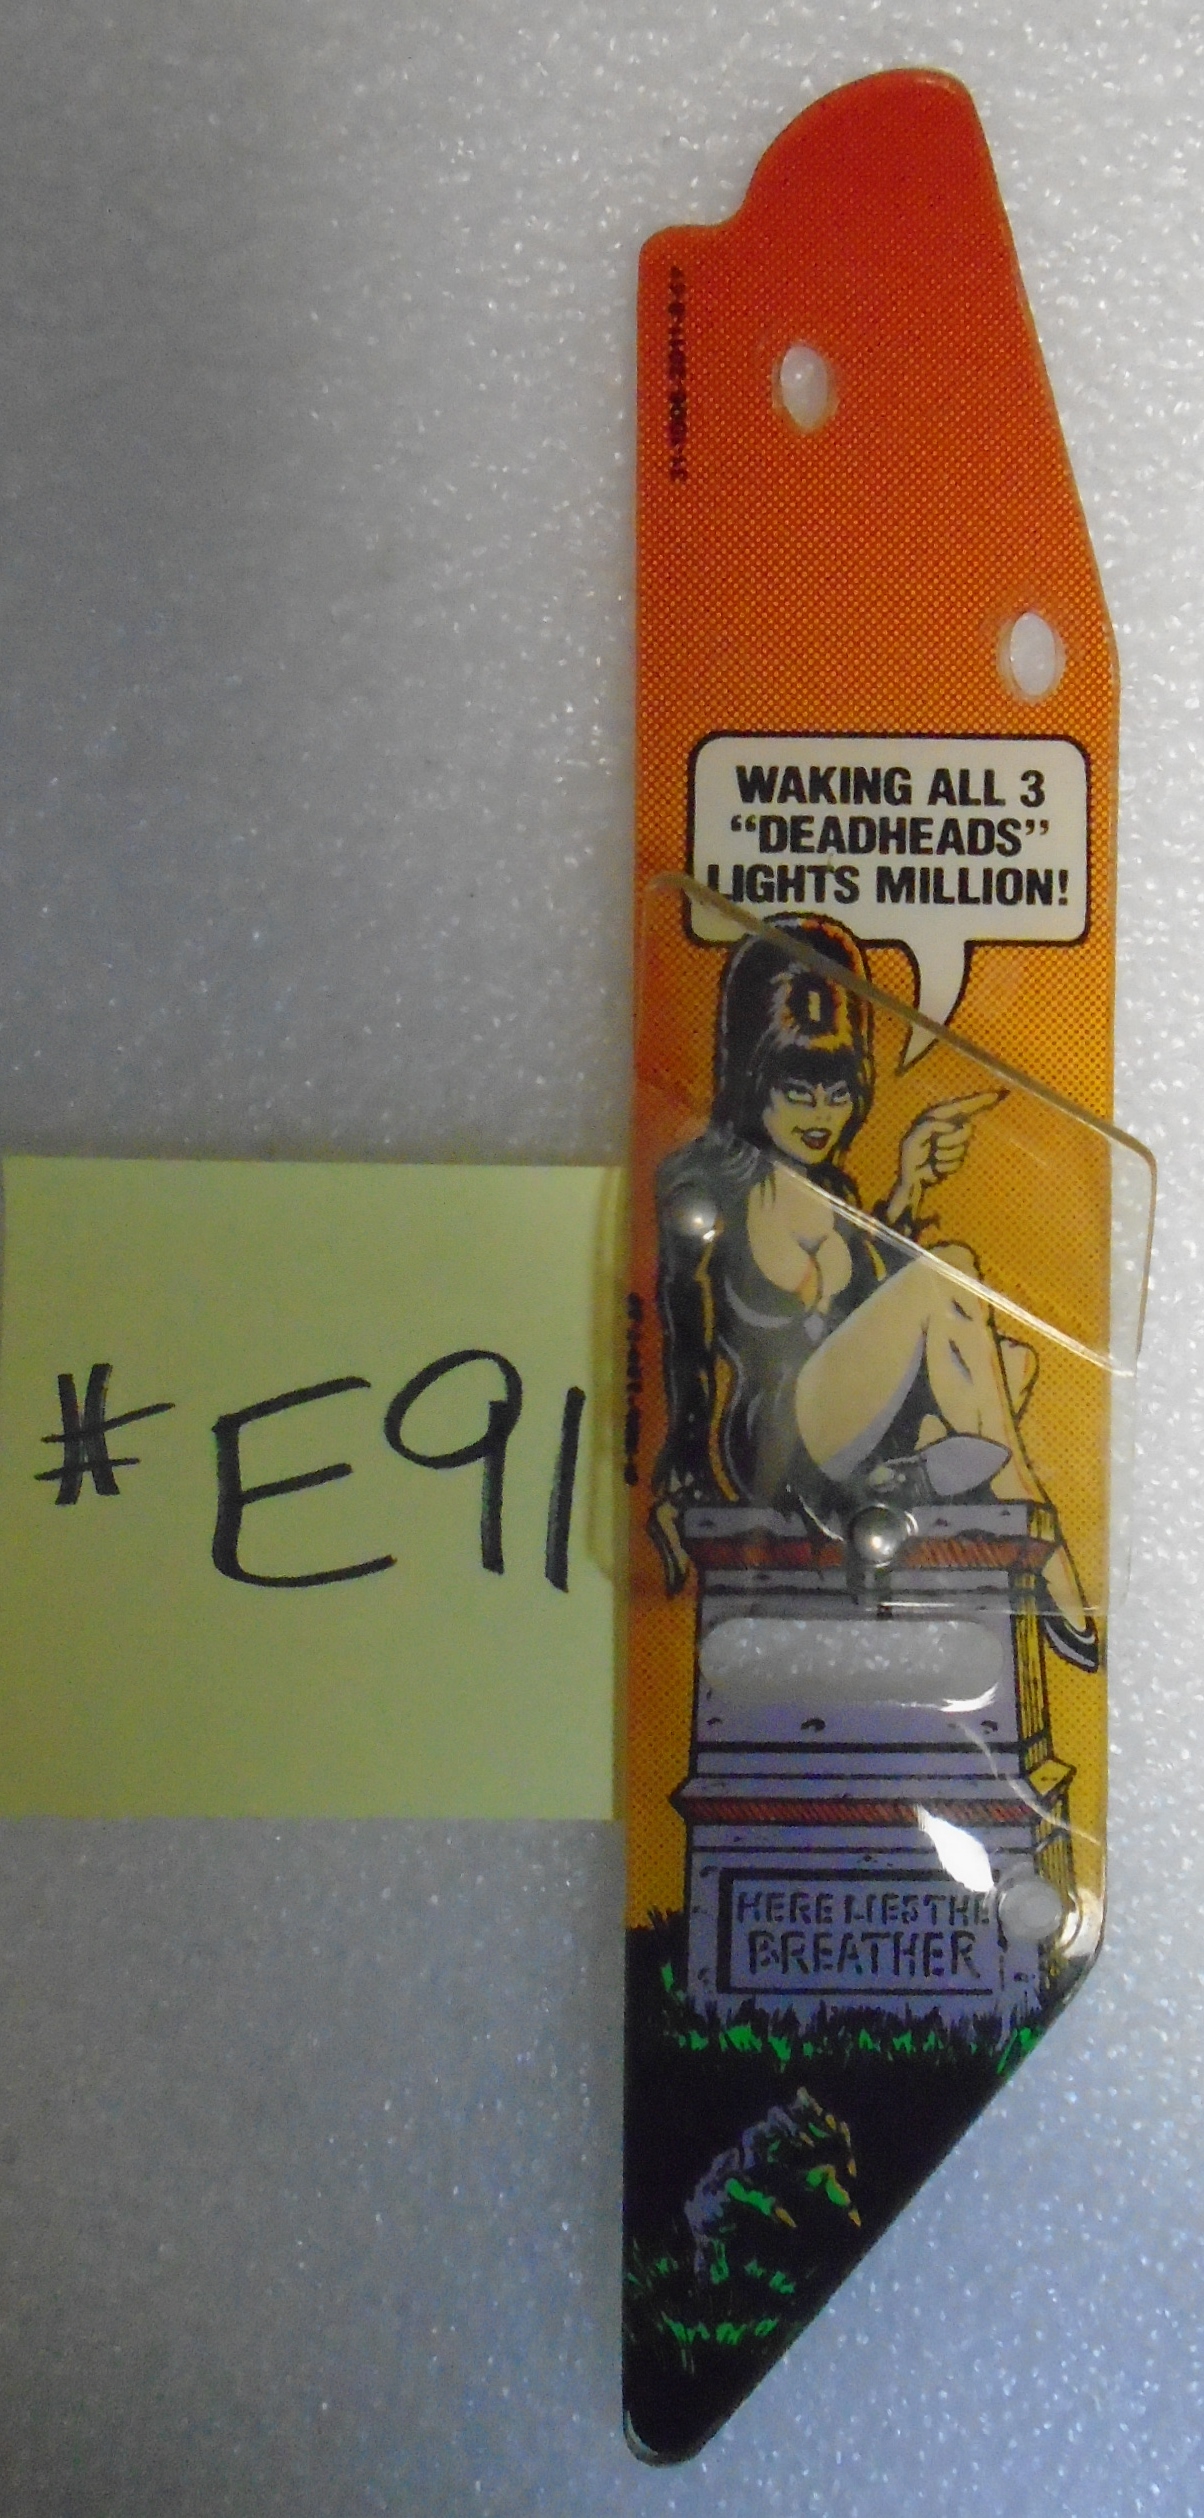 WAKING ALL 3
“DEADHEADS”
LIGHTS MILLION!
#E91
HERE LIES THE
BREATHER